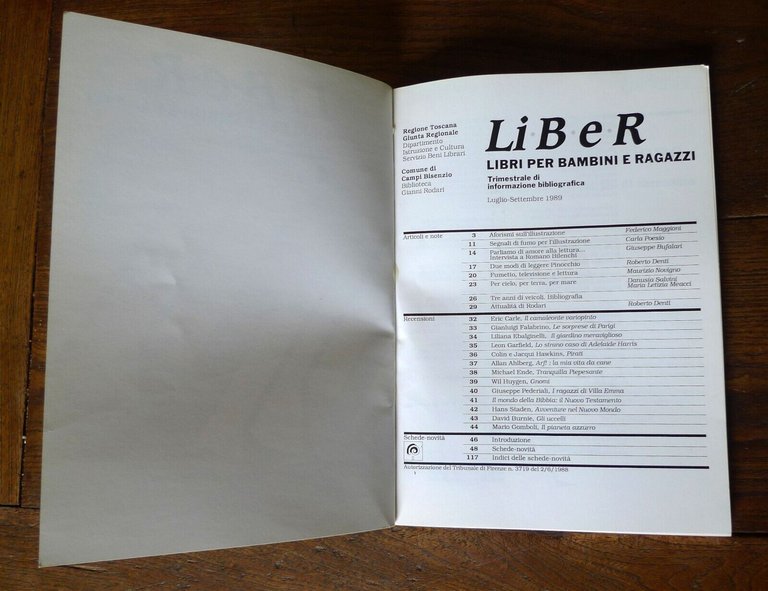 Regione Toscana
Giunta Regionale
Dipartimento
Istruzione e Cultura
Servizio Beni Librari
Comune di
Campi Bisenzio
Biblioteca
Gianni Rodari
LiBeR
LIBRI PER BAMBINI E RAGAZZI
Trimestrale di
informazione bibliografica
Luglio-Settembre 1989
Articoli e note 3 Aforismi sull'illustrazione Federico Maggioni
11 Segnali di fumo per l'illustrazione Carla Poesio
14 Parliamo di amore alla lettura... Giuseppe Bufalari
Intervista a Romano Bilenchi
17 Due modi di leggere Pinocchio Roberto Denti
20 Fumetto, televisione e lettura Maurizio Novigno
23 Per cielo, per terra, per mare Danusia Salvini
Maria Letizia Meacci
26 Tre anni di veicoli. Bibliografia
29 Attualità di Rodari Roberto Denti
Recensioni 32 Eric Carle, Il camaleonte variopinto
33 Gianluigi Falabrino, Le sorprese di Parigi
34 Liliana Ebalginelli, Il giardino meraviglioso
35 Leon Garfield, Lo strano caso di Adelaide Harris
36 Colin e Jacqui Hawkins, Pirati
37 Allan Ahlberg, Arf! : la mia vita da cane
38 Michael Ende, Tranquilla Piepesante
39 Wil Huygen, Gnomi
40 Giuseppe Pederiali, I ragazzi di Villa Emma
41 Il mondo della Bibbia: il Nuovo Testamento
42 Hans Staden, Avventure nel Nuovo Mondo
43 David Burnie, Gli uccelli
44 Mario Gomboli, Il pianeta azzurro
Schede-novità 46 Introduzione
48 Schede-novità
117 Indici delle schede-novità
Autorizzazione del Tribunale di Firenze n. 3719 del 2/6/1988
1